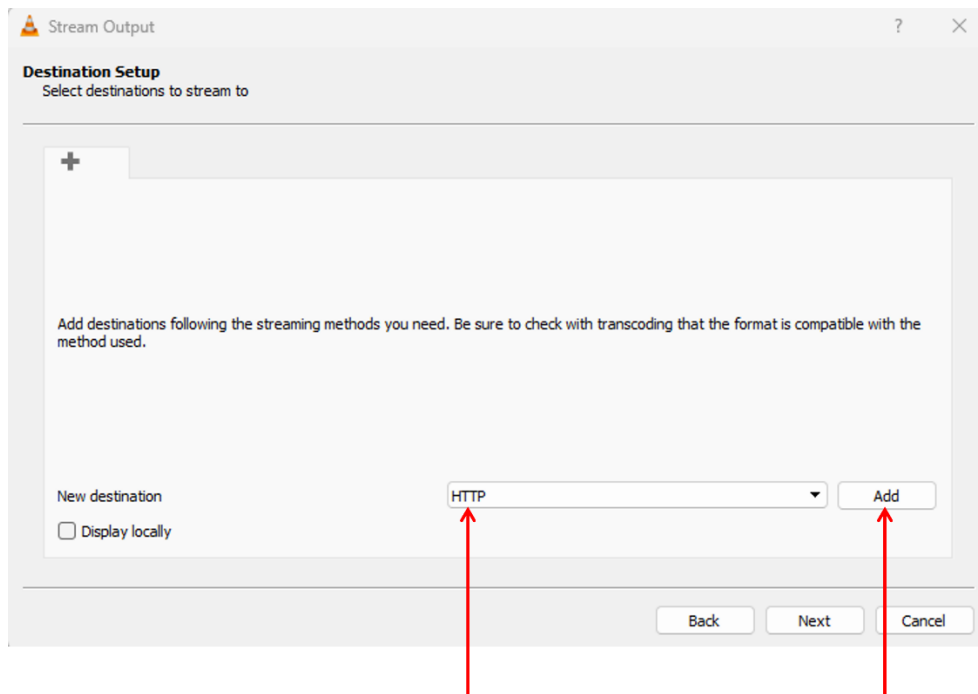 Stream Output ?
Destination Setup
Select destinations to stream to
Add destinations following the streaming methods you need. Be sure to check with transcoding that the format is compatible with the
method used.
New destination HTTP Add
Display locally
Back Next Cancel